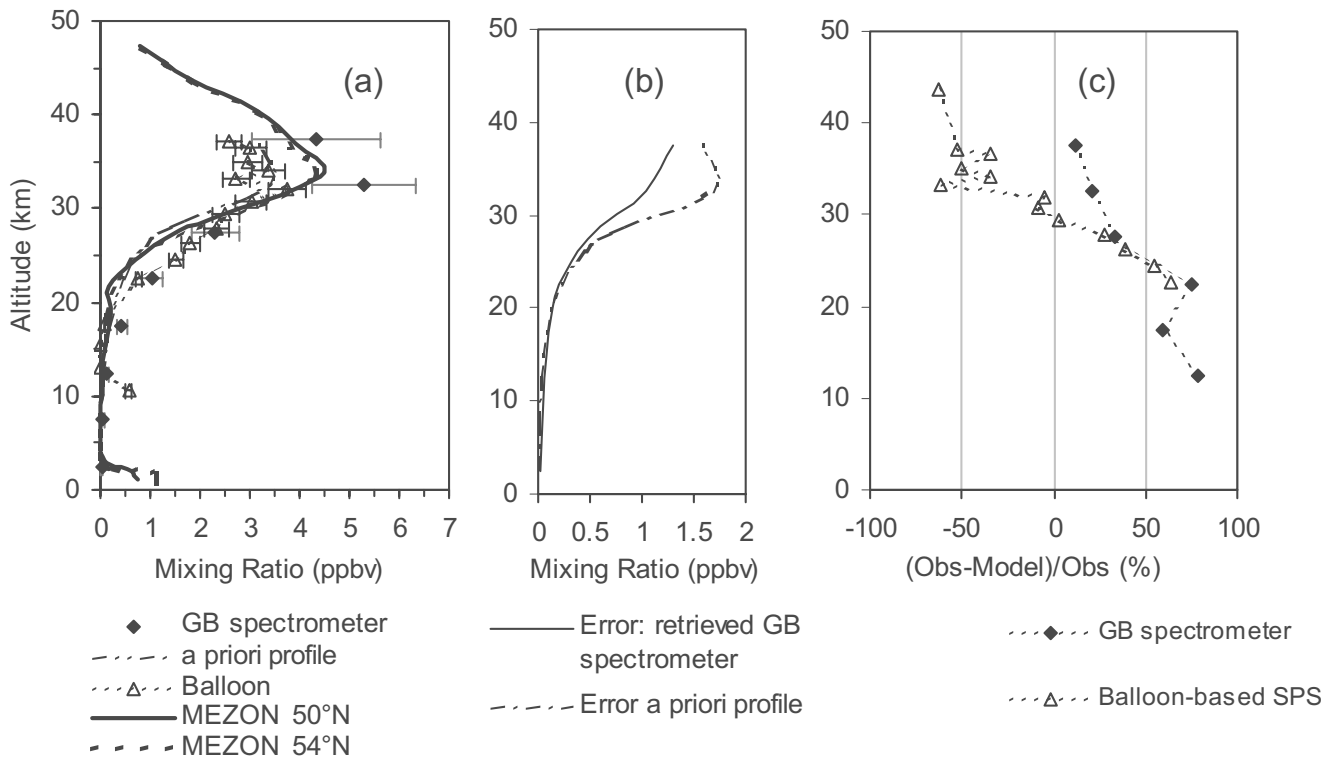 50
40
30
20
10
0
Altitude (km)
(a)
0 1 2 3 4 5 6 7
Mixing Ratio (ppbv)
50
40
30
20
10
0
(b)
0 0.5 1 1.5 2
Mixing Ratio (ppbv)
50
40
30
20
10
0
(c)
-100 -50 0 50 100
(Obs-Model)/Obs (%)
GB spectrometer
a priori profile
Balloon
MEZON 50°N
MEZON 54°N
Error: retrieved GB
spectrometer
Error a priori profile
GB spectrometer
Balloon-based SPS